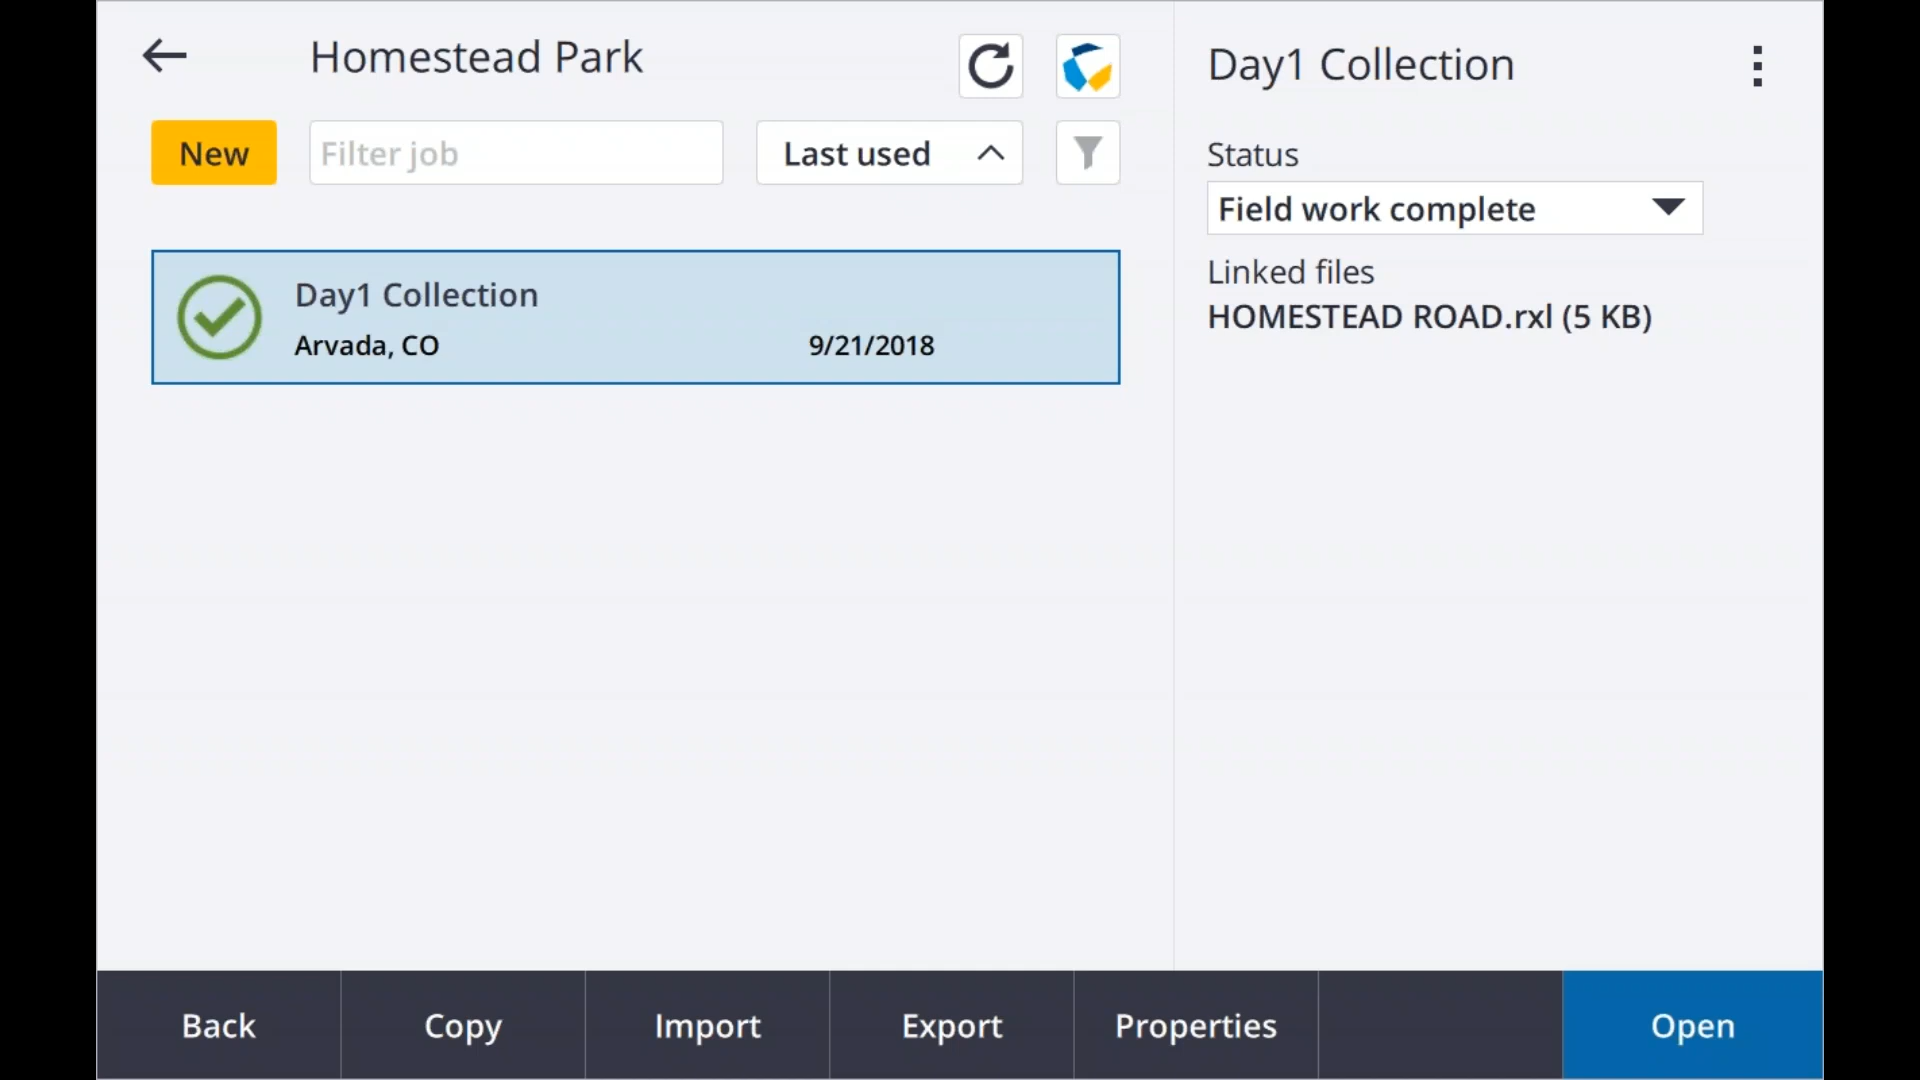 Homestead Park
New
Filter job
Last used
Day1 Collection
Arvada, CO
9/21/2018
Day1 Collection
Status
Field work complete
Linked files
HOMESTEAD ROAD.rxl (5 KB)
Back
Copy
Import
Export
Properties
Open